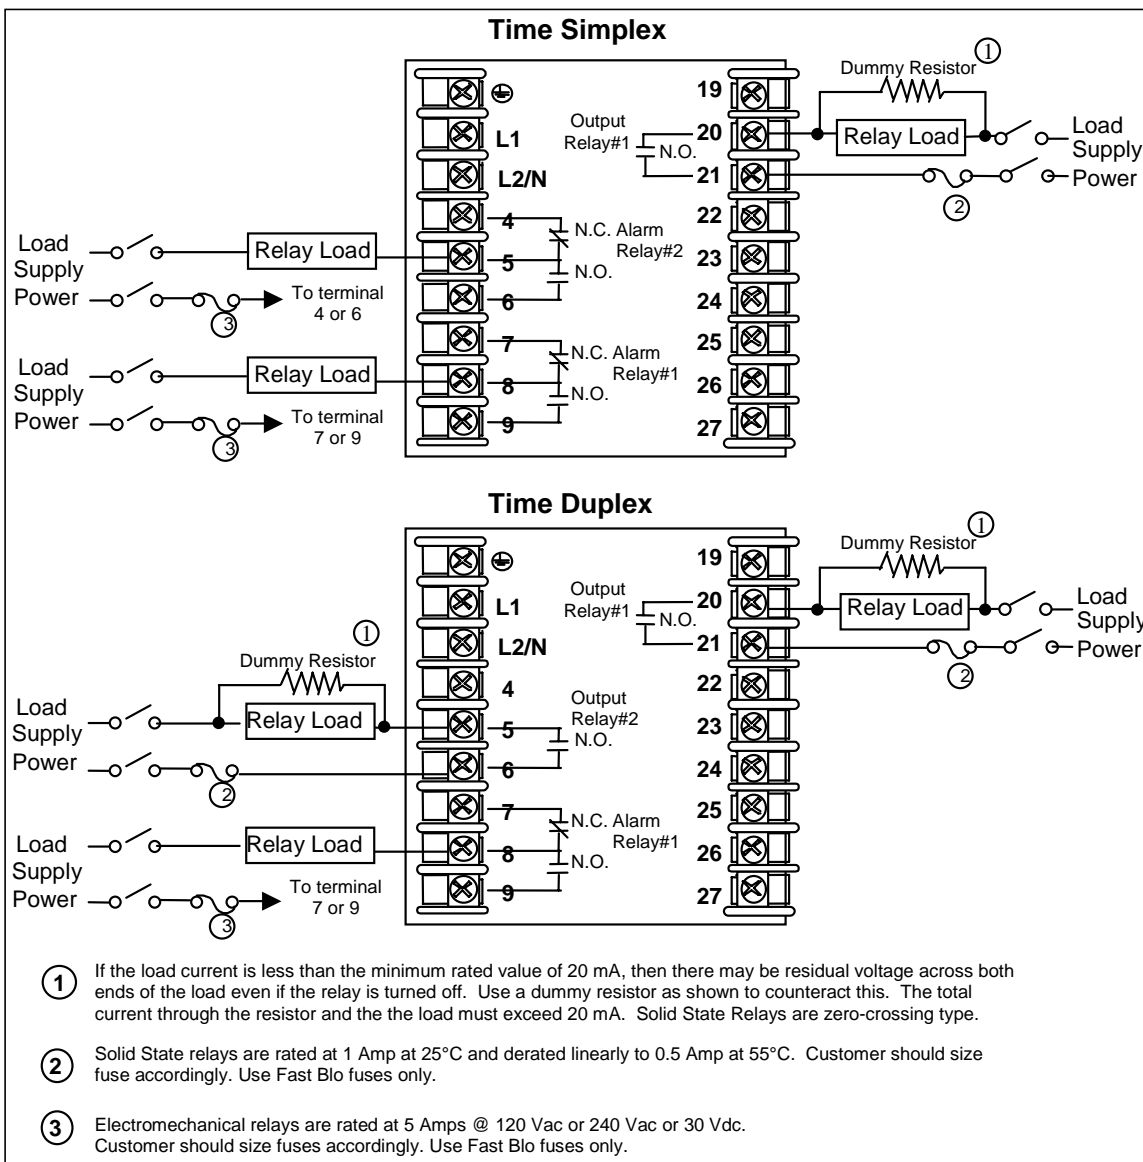 Time Simplex
1
Dummy Resistor
19
L1
Output
Relay#1
N.O.
20
Relay Load
Load
Supply
Power
L2/N
21
2
4
N.C. Alarm
Relay#2
22
Load
Supply
Power
Relay Load
5
N.O.
23
To terminal
4 or 6
3
6
24
7
N.C. Alarm
Relay#1
25
Load
Supply
Power
Relay Load
8
N.O.
26
To terminal
7 or 9
3
9
27
Time Duplex
1
Dummy Resistor
19
L1
Output
Relay#1
N.O.
20
Relay Load
Load
Supply
Power
L2/N
21
2
1
Dummy Resistor
4
22
Load
Supply
Power
Relay Load
5
Output
Relay#2
N.O.
23
2
6
24
7
N.C. Alarm
Relay#1
25
Load
Supply
Power
Relay Load
8
N.O.
26
To terminal
7 or 9
3
9
27
1 If the load current is less than the minimum rated value of 20 mA, then there may be residual voltage across both
ends of the load even if the relay is turned off. Use a dummy resistor as shown to counteract this. The total
current through the resistor and the the load must exceed 20 mA. Solid State Relays are zero-crossing type.
2 Solid State relays are rated at 1 Amp at 25°C and derated linearly to 0.5 Amp at 55°C. Customer should size
fuse accordingly. Use Fast Blo fuses only.
3 Electromechanical relays are rated at 5 Amps @ 120 Vac or 240 Vac or 30 Vdc.
Customer should size fuses accordingly. Use Fast Blo fuses only.